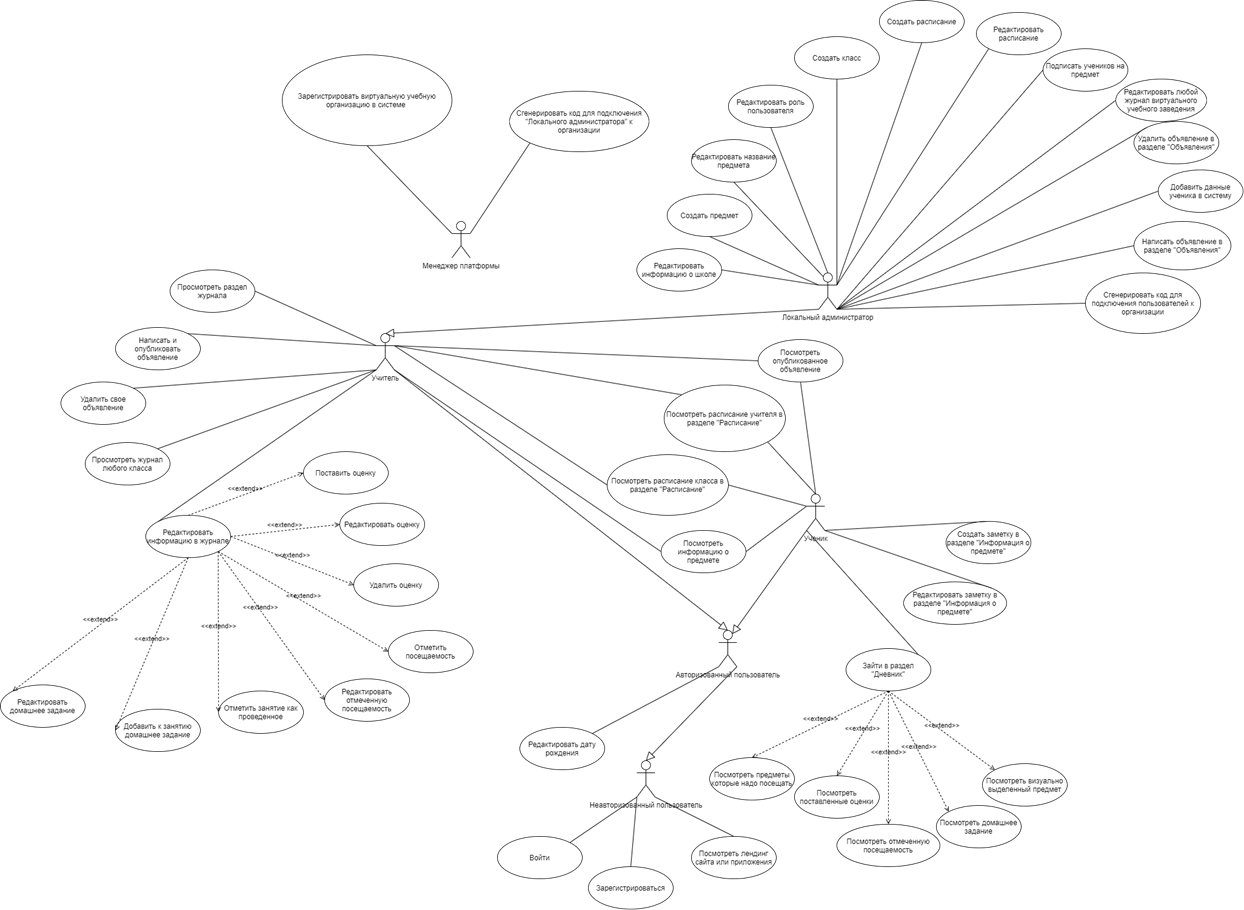 Создать расписание
Редактировать
расписание
Создать класс
Подписать учеников на
предмет
Зарегистрировать виртуальную учебную
организацию в системе
Сгенерировать код для подключения
"Локального администратора" к
организации
Редактировать роль
пользователя
Редактировать любой
журнал виртуального
учебного заведения
Удалить объявление в
разделе "Объявления"
Редактировать название
предмета
Добавить данные
ученика в систему
Создать предмет
Написать объявление в
разделе "Объявления"
Менеджер платформы
Редактировать
информацию о школе
Сгенерировать код для
подключения пользователей к
организации
Локальный администратор
Просмотреть раздел
журнала
Написать и
опубликовать
объявление
Посмотреть
опубликованное
объявление
Учитель
Удалить свое
объявление
Посмотреть расписание учителя в
разделе "Расписание"
Просмотреть журнал
любого класса
Поставить оценку
Посмотреть расписание класса в
разделе "Расписание"
<<extend>>
Редактировать
информацию в журнале
<<extend>>
Редактировать оценку
Ученик
Создать заметку в
разделе "Информация о
предмете"
Посмотреть
информацию о
предмете
<<extend>>
Удалить оценку
<<extend>>
Редактировать заметку в
разделе "Информация о
предмете"
<<extend>>
<<extend>>
<<extend>>
<<extend>>
Отметить
посещаемость
Авторизованный пользователь
Зайти в раздел
"Дневник"
Редактировать
домашнее задание
Добавить к занятию
домашнее задание
Отметить занятие как
проведенное
Редактировать
отмеченную
посещаемость
<<extend>>
<<extend>>
<<extend>>
<<extend>>
<<extend>>
Редактировать дату
рождения
Посмотреть предметы
которые надо посещать
Посмотреть
поставленные оценки
Посмотреть отмеченную
посещаемость
Посмотреть домашнее
задание
Посмотреть визуально
выделенный предмет
Неавторизованный пользователь
Войти
Зарегистрироваться
Посмотреть лендинг
сайта или приложения